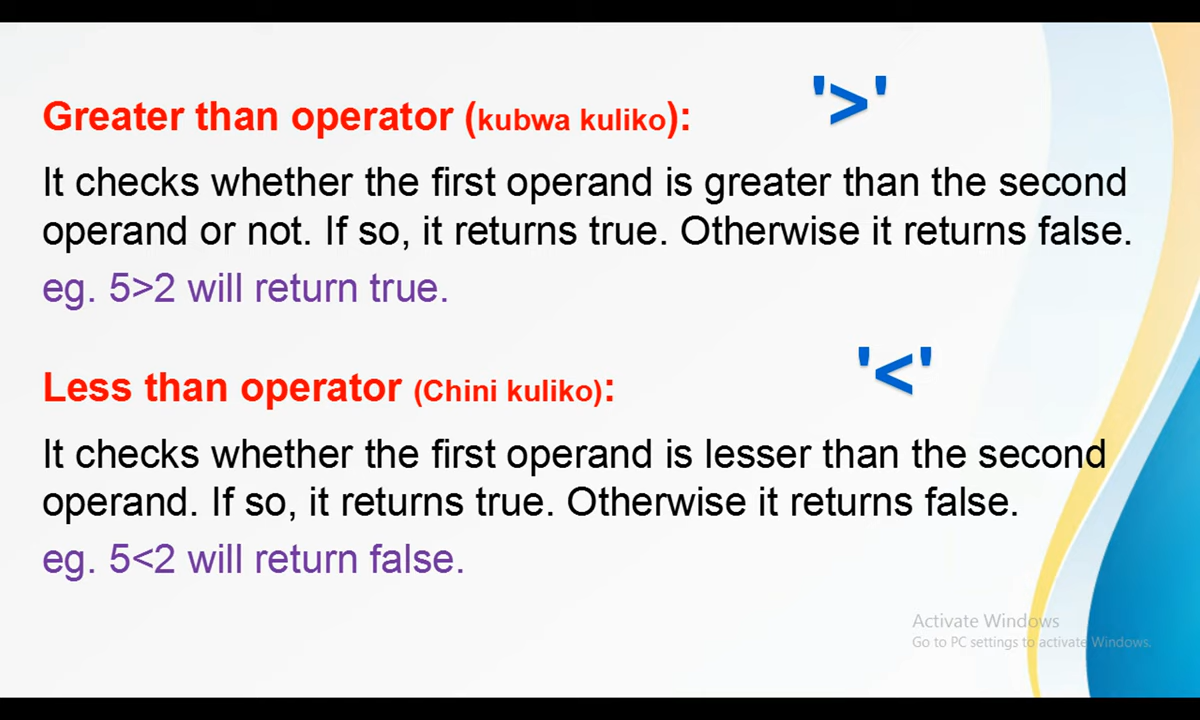 Greater than operator (kubwa kuliko): '>'
It checks whether the first operand is greater than the second
operand or not. If so, it returns true. Otherwise it returns false.
eg. 5>2 will return true.
Less than operator (Chini kuliko): '<'
It checks whether the first operand is lesser than the second
operand. If so, it returns true. Otherwise it returns false.
eg. 5<2 will return false.
Activate Windows
Go to PC settings to activate Windows.